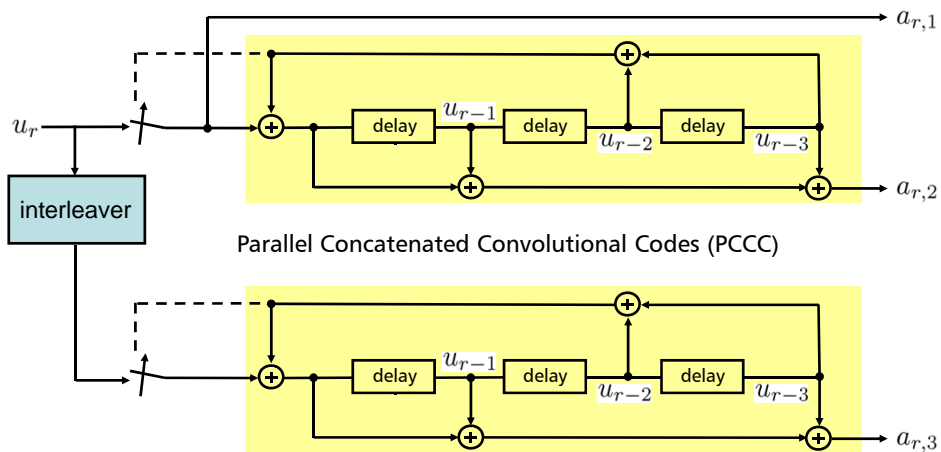 a_{r,1}
u_r
+
+
delay
u_{r-1}
delay
u_{r-2}
delay
u_{r-3}
+
+
a_{r,2}
interleaver
Parallel Concatenated Convolutional Codes (PCCC)
+
+
delay
u_{r-1}
delay
u_{r-2}
delay
u_{r-3}
+
+
a_{r,3}